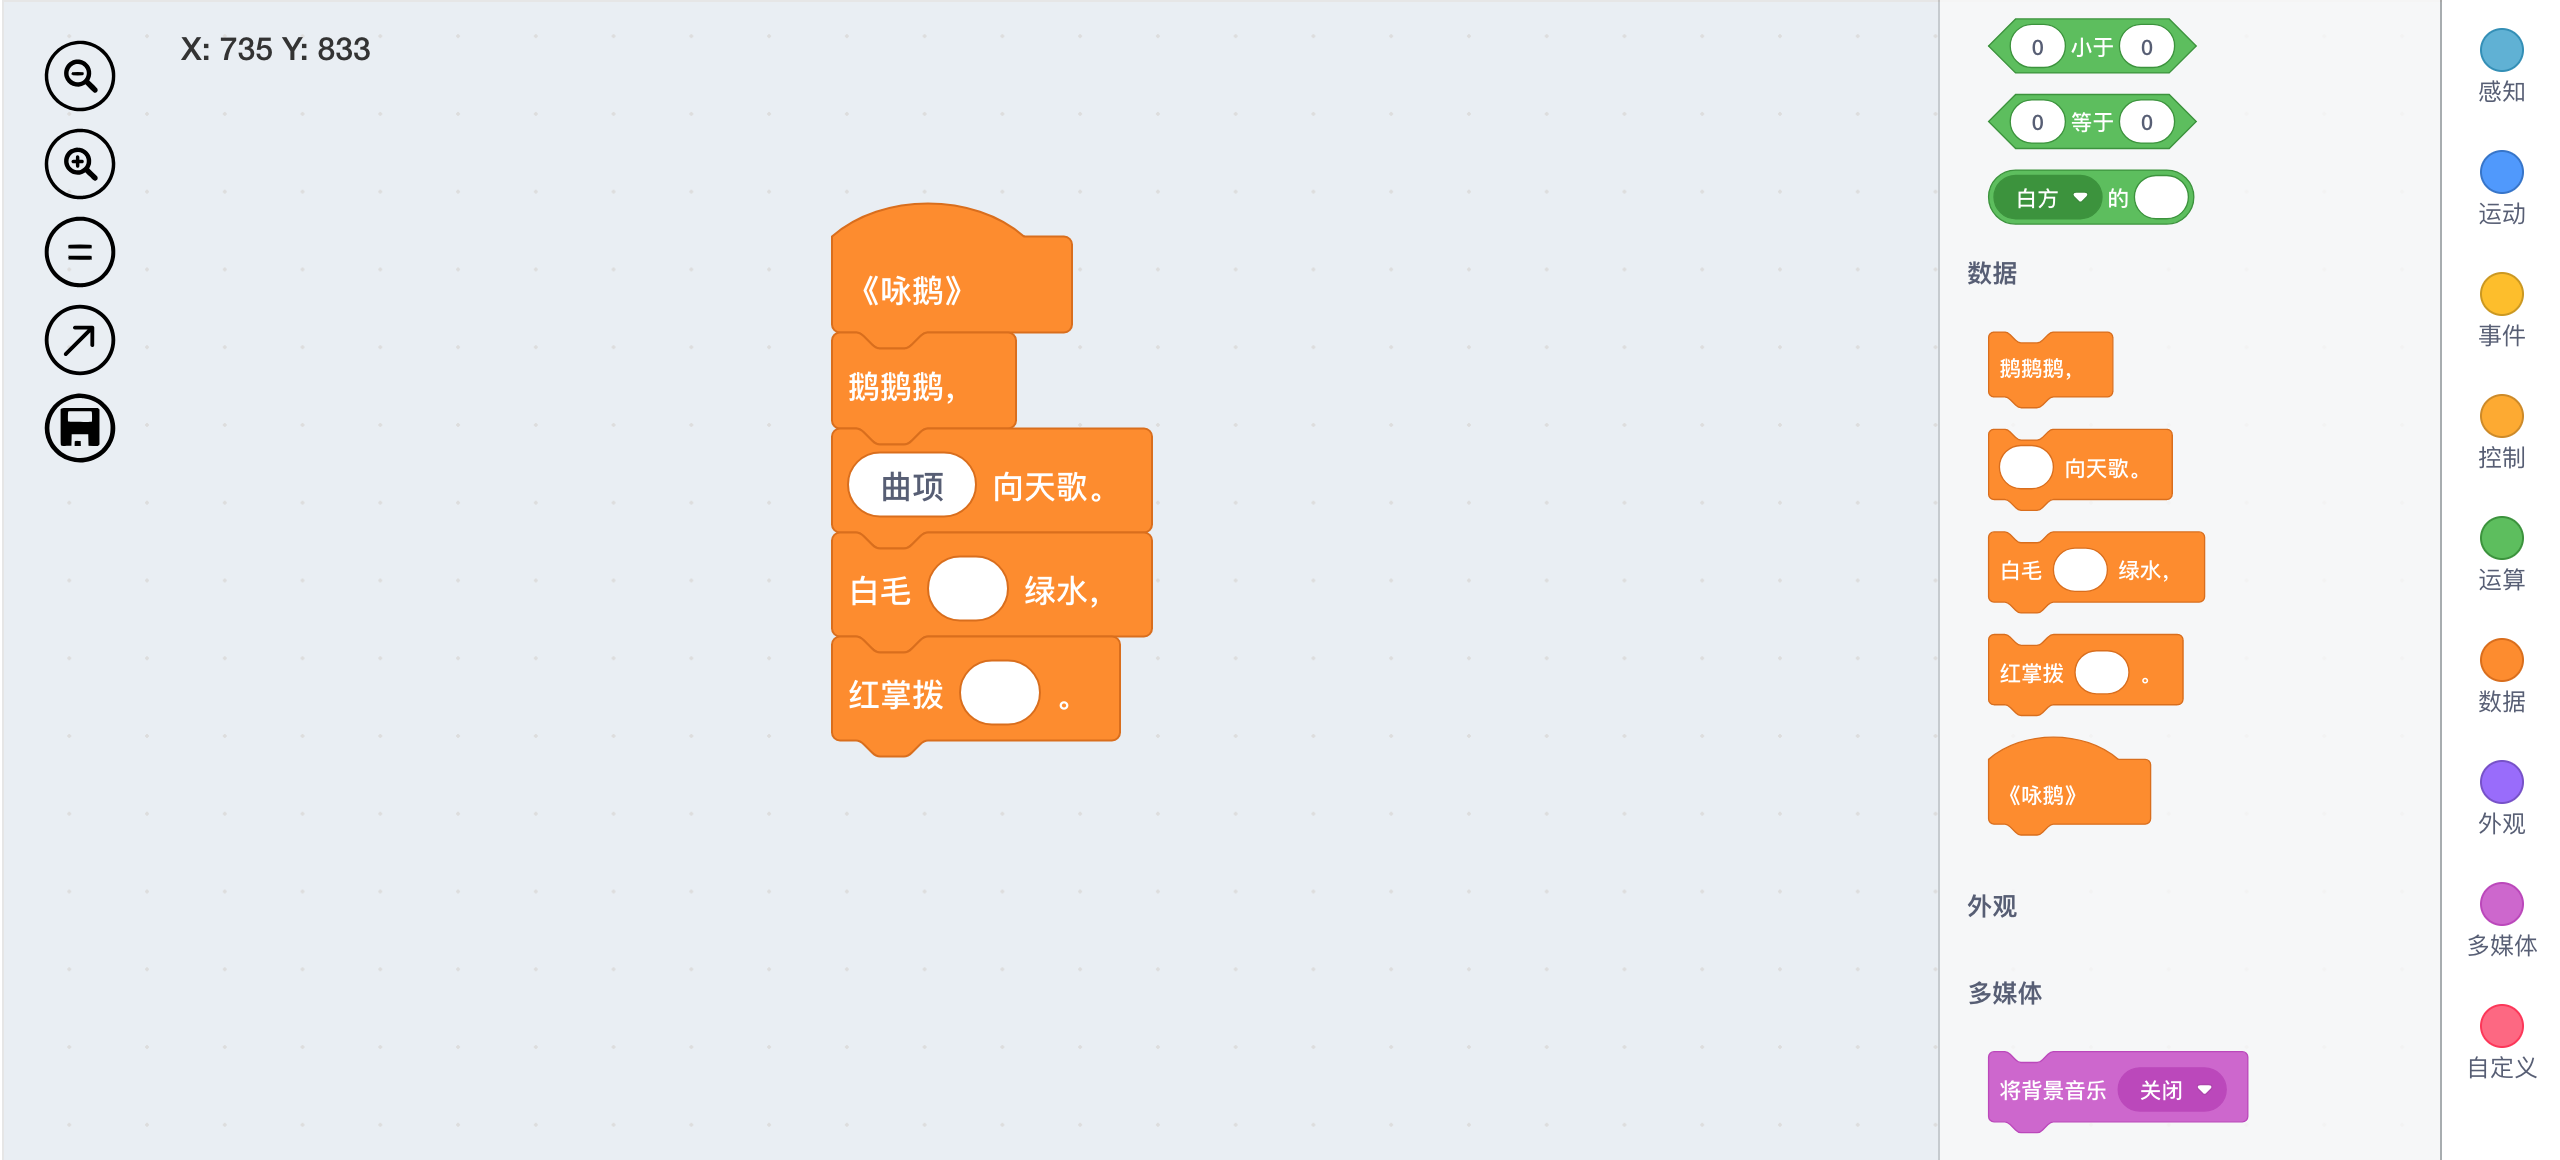 X: 735 Y: 833
《咏鹅》
鹅鹅鹅，
曲项 向天歌。
白毛 绿水，
红掌拨 。
0 小于 0
0 等于 0
白方 的
数据
鹅鹅鹅，
向天歌。
白毛 绿水，
红掌拨 。
《咏鹅》
外观
多媒体
将背景音乐 关闭
感知
运动
事件
控制
运算
数据
外观
多媒体
自定义